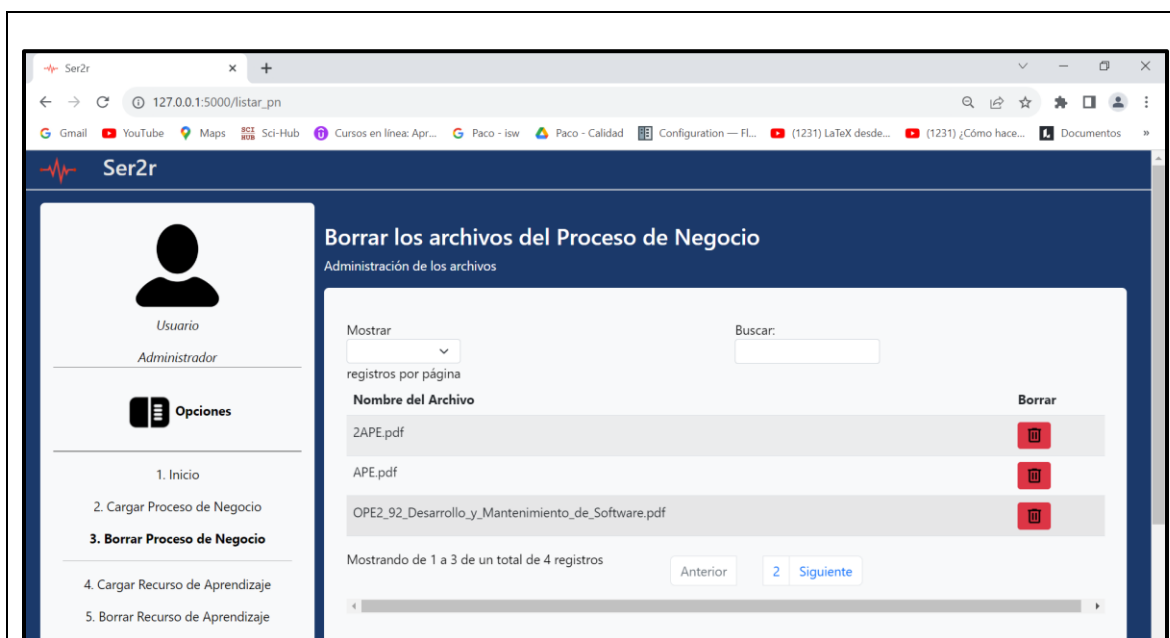 Ser2r
127.0.0.1:5000/listar_pn
Gmail YouTube Maps SCI HUB Sci-Hub Cursos en línea: Apr... Paco - isw Paco - Calidad Configuration — Fl... (1231) LaTeX desde... (1231) ¿Cómo hace... Documentos »
Ser2r
Usuario
Administrador
Opciones
1. Inicio
2. Cargar Proceso de Negocio
3. Borrar Proceso de Negocio
4. Cargar Recurso de Aprendizaje
5. Borrar Recurso de Aprendizaje
Borrar los archivos del Proceso de Negocio
Administración de los archivos
Mostrar
registros por página
Buscar:
Nombre del Archivo Borrar
2APE.pdf
APE.pdf
OPE2_92_Desarrollo_y_Mantenimiento_de_Software.pdf
Mostrando de 1 a 3 de un total de 4 registros
Anterior 2 Siguiente